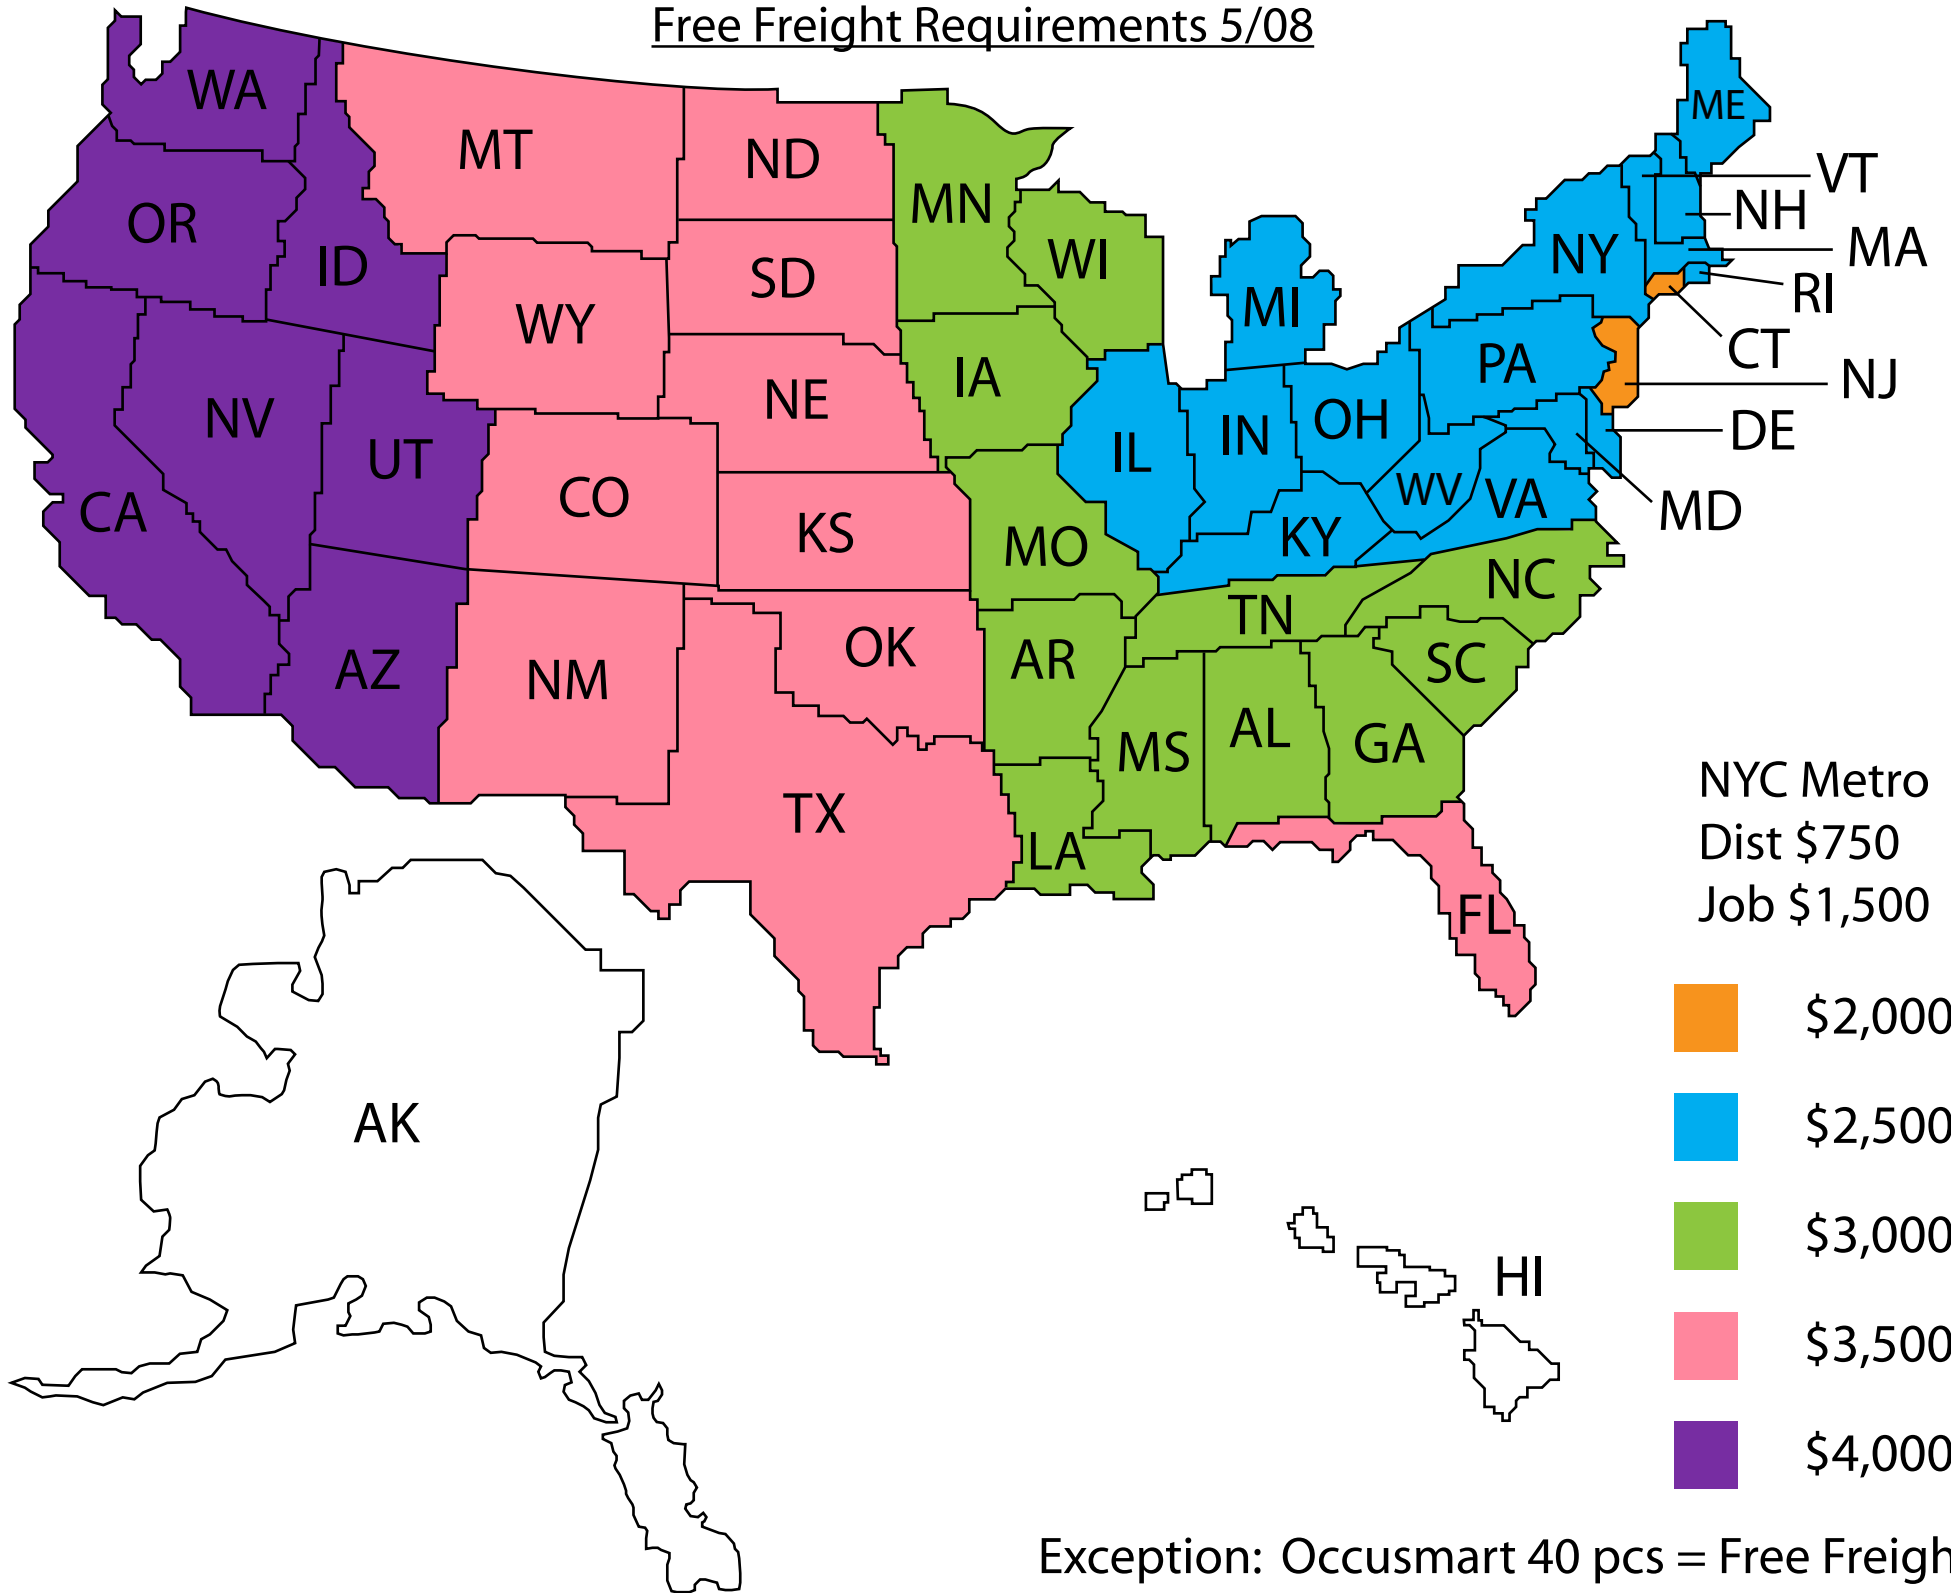 Free Freight Requirements 5/08
WA
MT
ND
MN
ME
VT
NH
MA
RI
CT
NJ
DE
MD
OR
ID
WY
SD
WI
MI
NY
PA
NV
UT
CO
NE
IA
IL
IN
OH
WV
VA
CA
KS
MO
KY
AZ
NM
OK
AR
TN
NC
SC
TX
LA
MS
AL
GA
FL
NYC Metro
Dist $750
Job $1,500
$2,000
$2,500
$3,000
$3,500
$4,000
AK
HI
Exception: Occusmart 40 pcs = Free Freigh